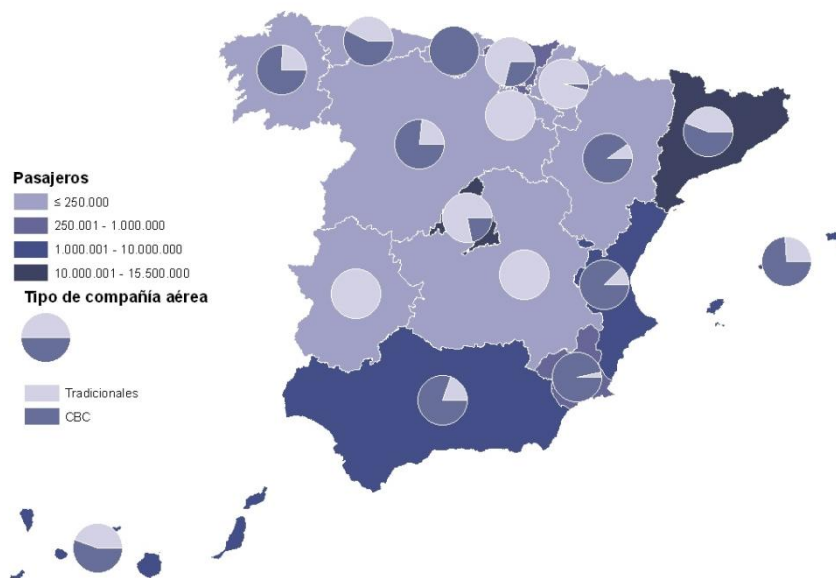 Pasajeros
≤ 250.000
250.001 - 1.000.000
1.000.001 - 10.000.000
10.000.001 - 15.500.000
Tipo de compañía aérea
Tradicionales
CBC